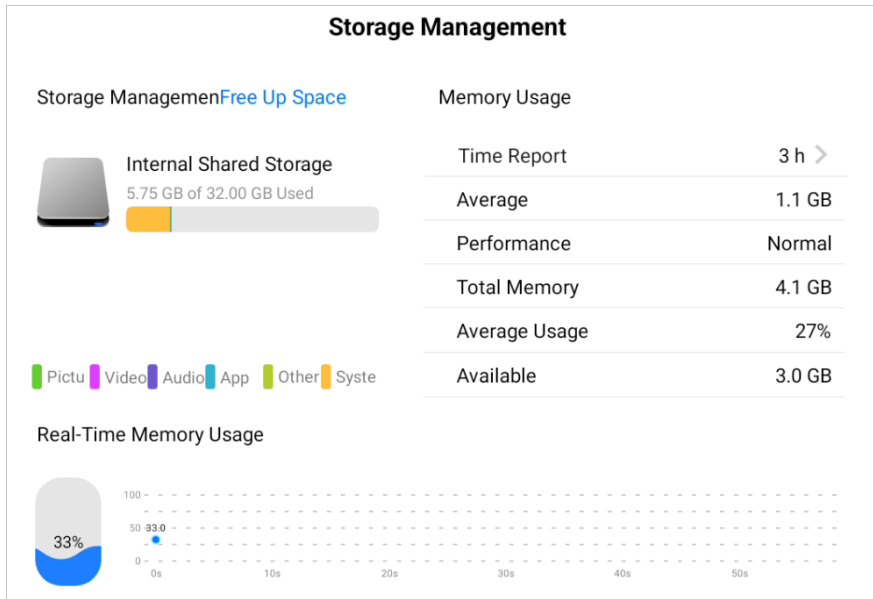 Storage Management
Storage ManagemenFree Up Space
Internal Shared Storage
5.75 GB of 32.00 GB Used
Pictu Video Audio App Other Syste
Memory Usage
Time Report 3 h
Average 1.1 GB
Performance Normal
Total Memory 4.1 GB
Average Usage 27%
Available 3.0 GB
Real-Time Memory Usage
33%
100
50 33.0
0
0s 10s 20s 30s 40s 50s